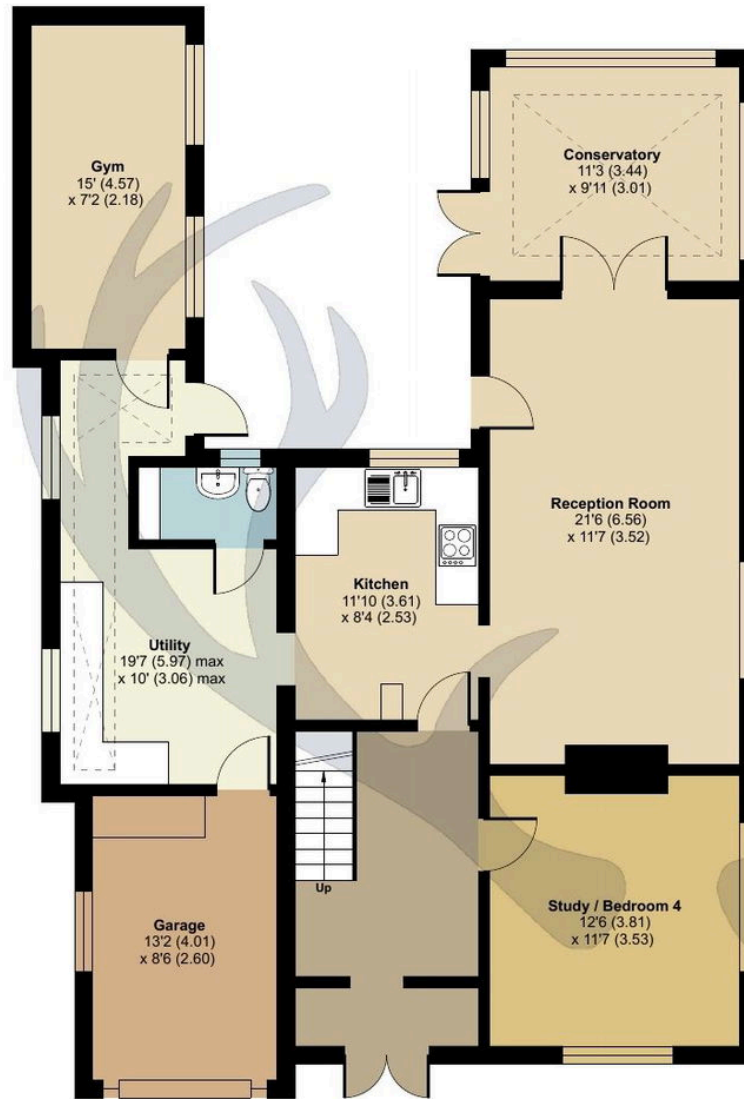 Gym
15' (4.57)
x 7'2 (2.18)
Conservatory
11'3 (3.44)
x 9'11 (3.01)
Reception Room
21'6 (6.56)
x 11'7 (3.52)
Kitchen
11'10 (3.61)
x 8'4 (2.53)
Utility
19'7 (5.97) max
x 10' (3.06) max
Up
Study / Bedroom 4
12'6 (3.81)
x 11'7 (3.53)
Garage
13'2 (4.01)
x 8'6 (2.60)